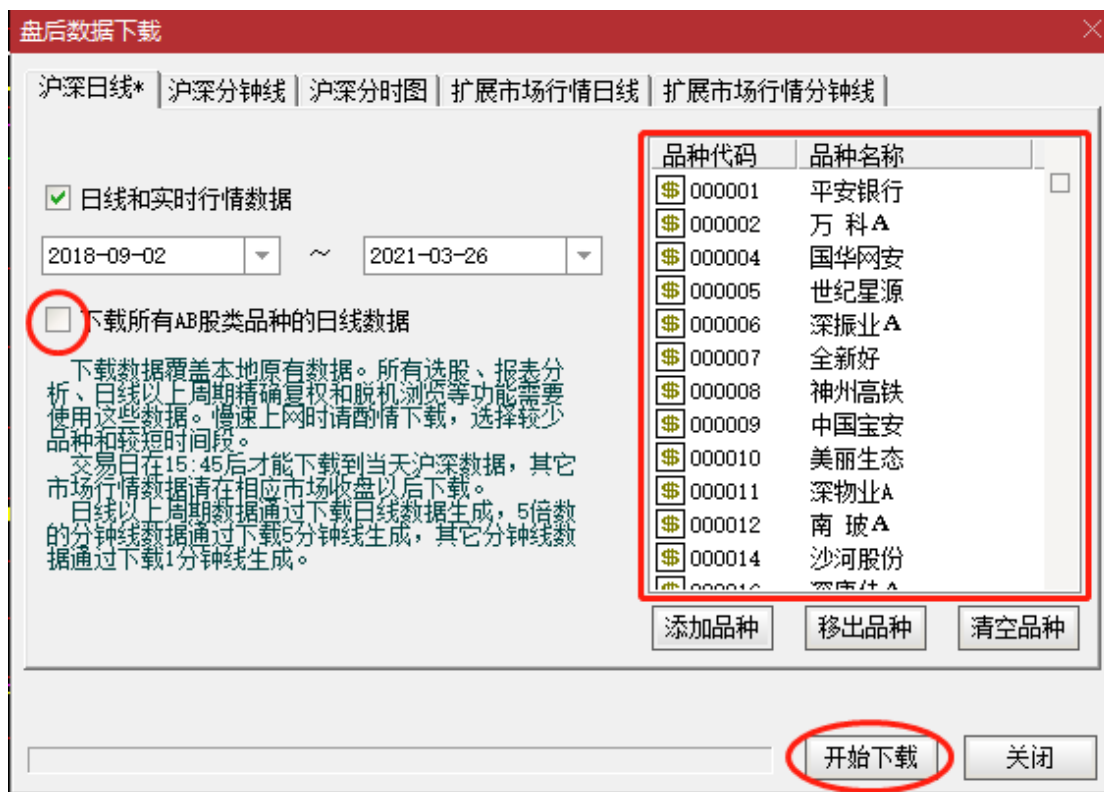 盘后数据下载
沪深日线* 沪深分钟线 沪深分时图 扩展市场行情日线 扩展市场行情分钟线
日线和实时行情数据
2018-09-02 ~ 2021-03-26
下载所有AB股类品种的日线数据
下载数据覆盖本地原有数据。所有选股、报表分
析、日线以上周期精确复权和脱机浏览等功能需要
使用这些数据。慢速上网时请酌情下载，选择较少
品种和较短时间段。
交易日在15:45后才能下载到当天沪深数据，其它
市场行情数据请在相应市场收盘以后下载。
日线以上周期数据通过下载日线数据生成，5倍数
的分钟线数据通过下载5分钟线生成，其它分钟线数
据通过下载1分钟线生成。
品种代码 品种名称
000001 平安银行
000002 万 科A
000004 国华网安
000005 世纪星源
000006 深振业A
000007 全新好
000008 神州高铁
000009 中国宝安
000010 美丽生态
000011 深物业A
000012 南 玻A
000014 沙河股份
添加品种 移出品种 清空品种
开始下载 关闭